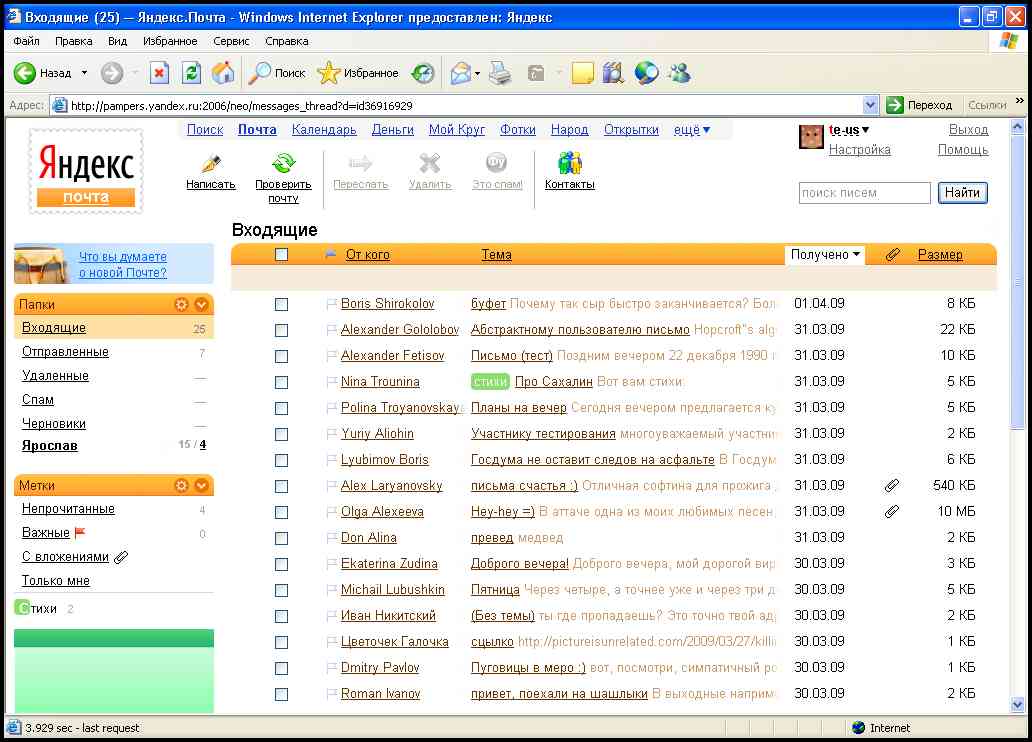 Входящие (25) — Яндекс.Почта - Windows Internet Explorer предоставлен: Яндекс
Файл Правка Вид Избранное Сервис Справка
Назад Поиск Избранное
Адрес: http://pampers.yandex.ru:2006/neo/messages_thread?d=id36916929 Переход Ссылки »
Яндекс
почта
Поиск Почта Календарь Деньги Мой Круг Фотки Народ Открытки ещё▼
te-us▼ Выход
Настройка Помощь
Написать Проверить почту Переслать Удалить Это спам! Контакты
Фу
поиск писем Найти
Что вы думаете
о новой Почте?
Входящие
От кого Тема Получено▼ Размер
Папки
Входящие 25
Отправленные 7
Удаленные —
Спам —
Черновики —
Ярослав 15 / 4
Метки
Непрочитанные 4
Важные 0
С вложениями
Только мне
Стихи 2
Boris Shirokolov буфет Почему так сыр быстро заканчивается? Бол 01.04.09 8 КБ
Alexander Gololobov Абстрактному пользователю письмо Hopcroft"s alg 31.03.09 22 КБ
Alexander Fetisov Письмо (тест) Поздним вечером 22 декабря 1990 г 31.03.09 10 КБ
Nina Trounina стихи Про Сахалин Вот вам стихи: 31.03.09 5 КБ
Polina Troyanovskaya Планы на вечер Сегодня вечером предлагается ку 31.03.09 5 КБ
Yuriy Aliohin Участнику тестирования многоуважаемый участни 31.03.09 2 КБ
Lyubimov Boris Госдума не оставит следов на асфальте В Госдум 31.03.09 6 КБ
Alex Laryanovsky письма счастья :) Отличная софтина для прожига 31.03.09 540 КБ
Olga Alexeeva Hey-hey =) В аттаче одна из моих любимых песен 31.03.09 10 МБ
Don Alina превед медвед 31.03.09 2 КБ
Ekaterina Zudina Доброго вечера! Доброго вечера, мой дорогой вир 30.03.09 3 КБ
Michail Lubushkin Пятница Через четыре, а точнее уже и через три д 30.03.09 5 КБ
Иван Никитский (Без темы) ты где пропадаешь? Это точно твой ад 30.03.09 2 КБ
Цветочек Галочка сцылко http://pictureisunrelated.com/2009/03/27/killi 30.03.09 1 КБ
Dmitry Pavlov Пуговицы в меро :) вот, посмотри, симпатичный ро 30.03.09 1 КБ
Roman Ivanov привет, поехали на шашлыки В выходные наприм 30.03.09 2 КБ
3.929 sec - last request Internet